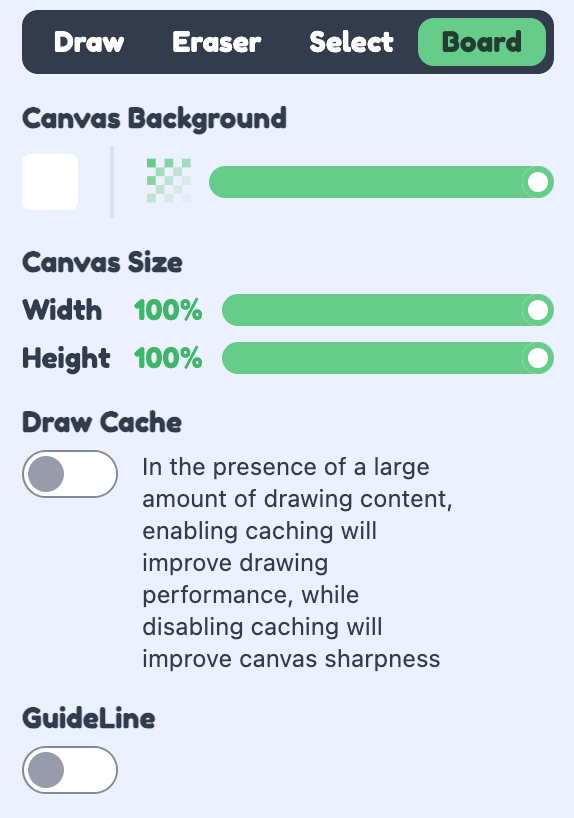 Draw Eraser Select Board
Canvas Background
Canvas Size
Width 100%
Height 100%
Draw Cache
In the presence of a large
amount of drawing content,
enabling caching will
improve drawing
performance, while
disabling caching will
improve canvas sharpness
GuideLine